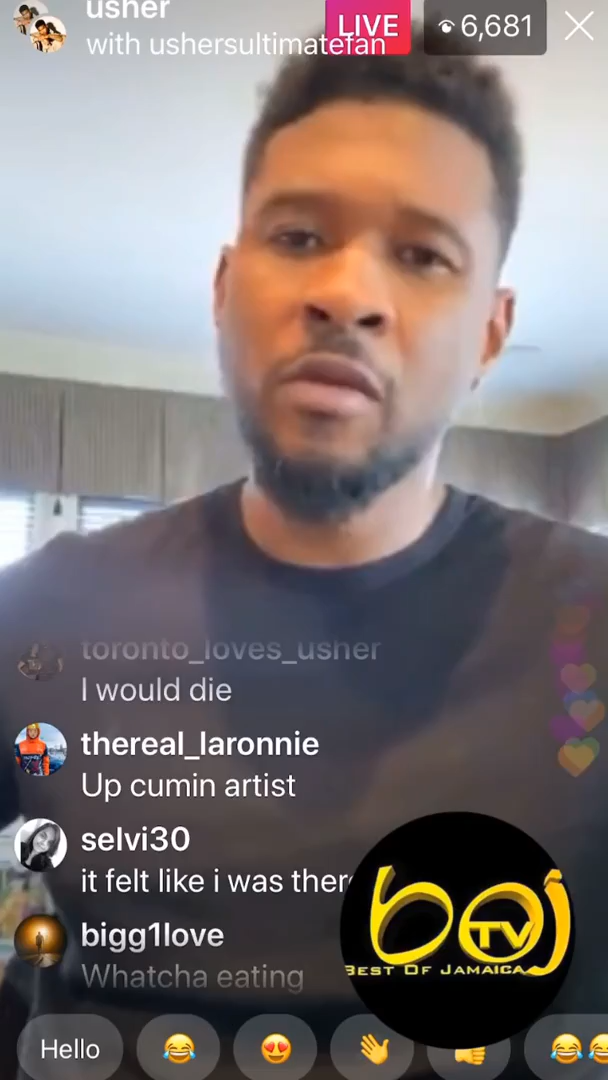 usher
LIVE
6,681
with ushersultimatefan
toronto_loves_usher
I would die
thereal_laronnie
Up cumin artist
selvi30
it felt like i was ther
bigg1love
Whatcha eating
boj
TV
BEST OF JAMAICA
Hello